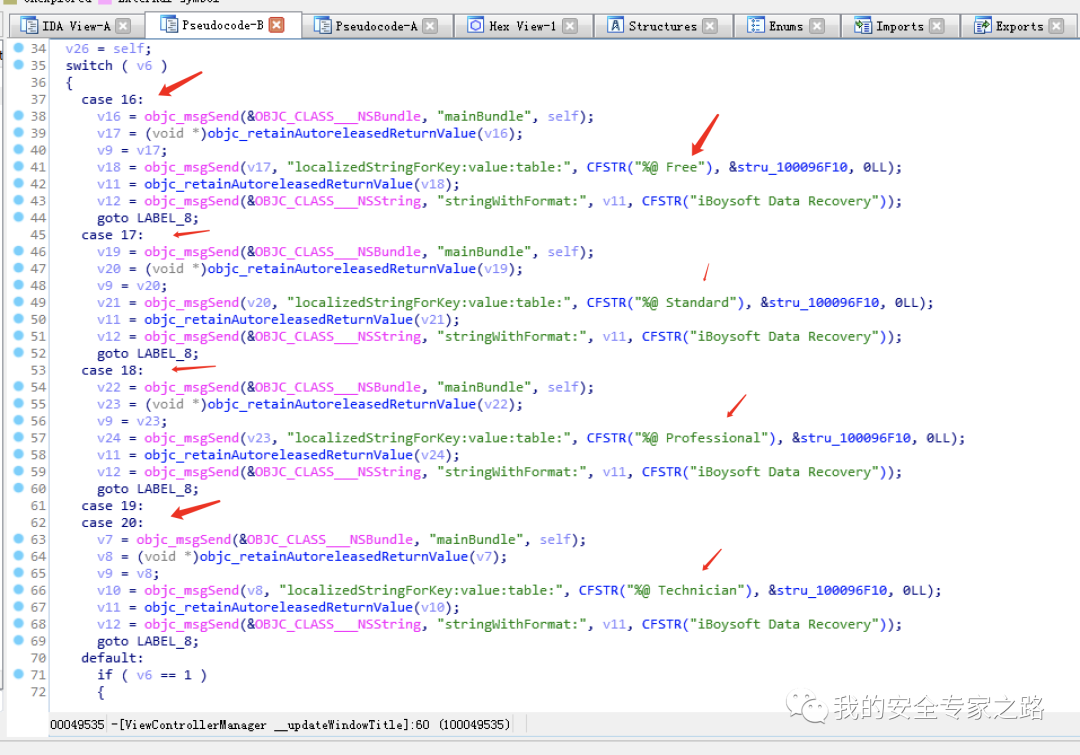 IDA View-A Pseudocode-B Pseudocode-A Hex View-1 Structures Enums Imports Exports
34 v26 = self;
35 switch ( v6 )
36 {
37 case 16:
38 v16 = objc_msgSend(&OBJC_CLASS___NSBundle, "mainBundle", self);
39 v17 = (void *)objc_retainAutoreleasedReturnValue(v16);
40 v9 = v17;
41 v18 = objc_msgSend(v17, "localizedStringForKey:value:table:", CFSTR("%@ Free"), &stru_100096F10, 0LL);
42 v11 = objc_retainAutoreleasedReturnValue(v18);
43 v12 = objc_msgSend(&OBJC_CLASS___NSString, "stringWithFormat:", v11, CFSTR("iBoysoft Data Recovery"));
44 goto LABEL_8;
45 case 17:
46 v19 = objc_msgSend(&OBJC_CLASS___NSBundle, "mainBundle", self);
47 v20 = (void *)objc_retainAutoreleasedReturnValue(v19);
48 v9 = v20;
49 v21 = objc_msgSend(v20, "localizedStringForKey:value:table:", CFSTR("%@ Standard"), &stru_100096F10, 0LL);
50 v11 = objc_retainAutoreleasedReturnValue(v21);
51 v12 = objc_msgSend(&OBJC_CLASS___NSString, "stringWithFormat:", v11, CFSTR("iBoysoft Data Recovery"));
52 goto LABEL_8;
53 case 18:
54 v22 = objc_msgSend(&OBJC_CLASS___NSBundle, "mainBundle", self);
55 v23 = (void *)objc_retainAutoreleasedReturnValue(v22);
56 v9 = v23;
57 v24 = objc_msgSend(v23, "localizedStringForKey:value:table:", CFSTR("%@ Professional"), &stru_100096F10, 0LL);
58 v11 = objc_retainAutoreleasedReturnValue(v24);
59 v12 = objc_msgSend(&OBJC_CLASS___NSString, "stringWithFormat:", v11, CFSTR("iBoysoft Data Recovery"));
60 goto LABEL_8;
61 case 19:
62 case 20:
63 v7 = objc_msgSend(&OBJC_CLASS___NSBundle, "mainBundle", self);
64 v8 = (void *)objc_retainAutoreleasedReturnValue(v7);
65 v9 = v8;
66 v10 = objc_msgSend(v8, "localizedStringForKey:value:table:", CFSTR("%@ Technician"), &stru_100096F10, 0LL);
67 v11 = objc_retainAutoreleasedReturnValue(v10);
68 v12 = objc_msgSend(&OBJC_CLASS___NSString, "stringWithFormat:", v11, CFSTR("iBoysoft Data Recovery"));
69 goto LABEL_8;
70 default:
71 if ( v6 == 1 )
72 {
我的安全专家之路
00049535 -[ViewControllerManager __updateWindowTitle]:60 (100049535)